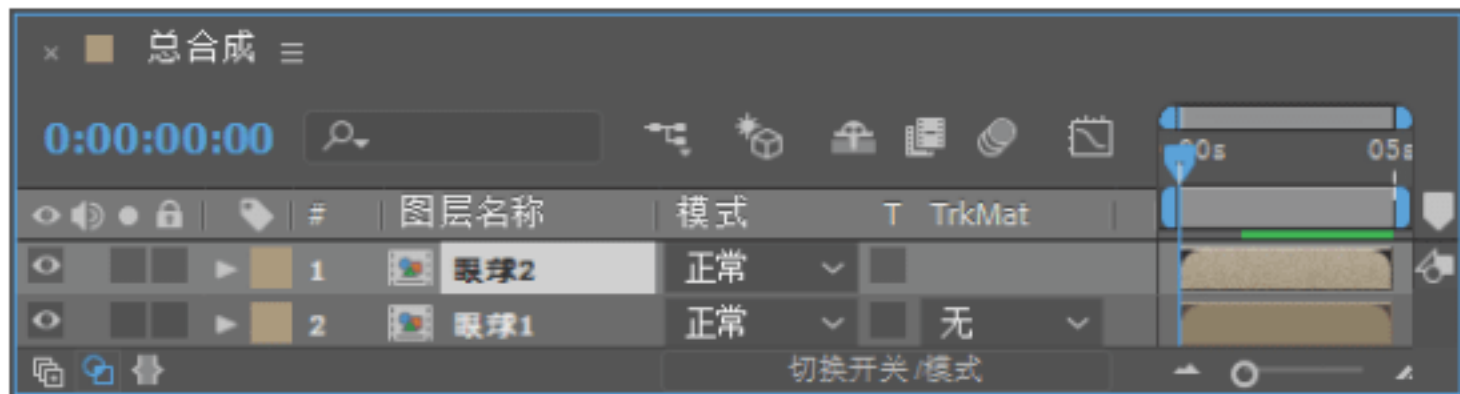 × 总合成 ≡
0:00:00:00
00s 05s
# 图层名称 模式 T TrkMat
1 眼球2 正常
2 眼球1 正常 无
切换开关/模式